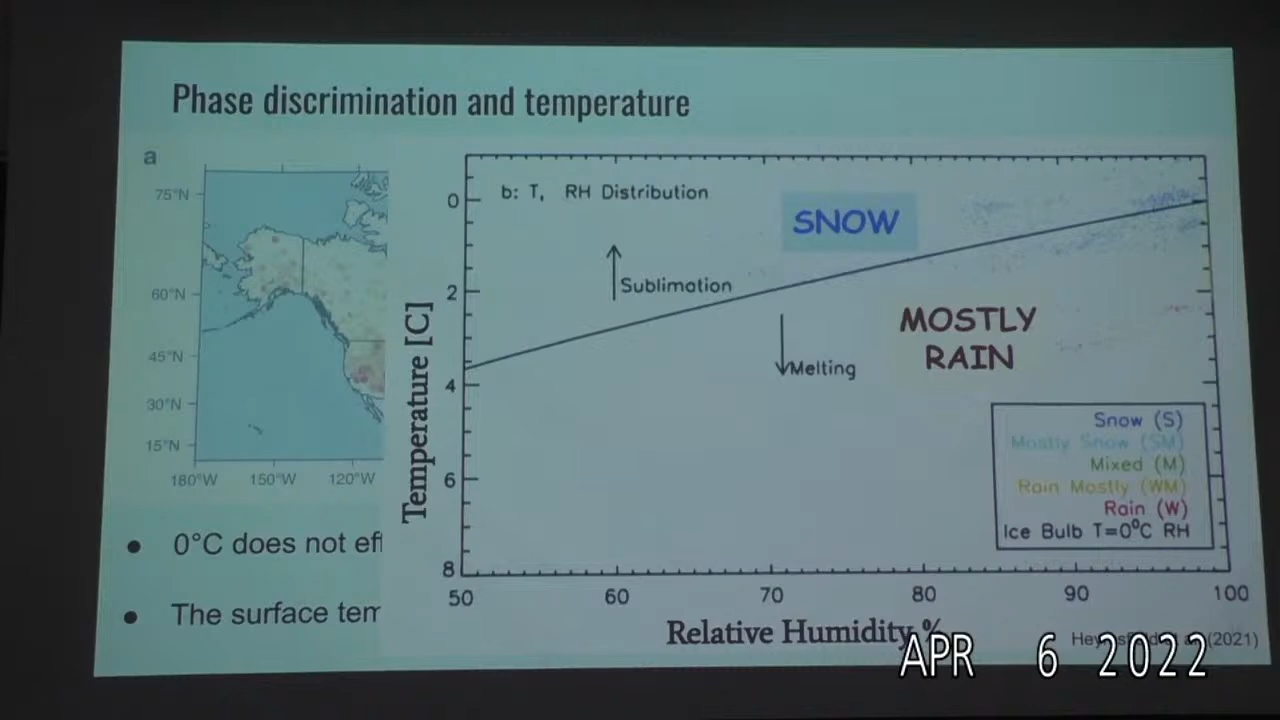 Phase discrimination and temperature
a
75°N
60°N
45°N
30°N
15°N
180°W 150°W 120°W
b: T, RH Distribution
SNOW
Sublimation
MOSTLY
RAIN
Melting
Temperature [C]
0
2
4
6
8
50 60 70 80 90 100
Relative Humidity %
Snow (S)
Mostly Snow (SM)
Mixed (M)
Rain Mostly (WM)
Rain (W)
Ice Bulb T=0°C RH
● 0°C does not eff
● The surface tem
(2021)
APR 6 2022